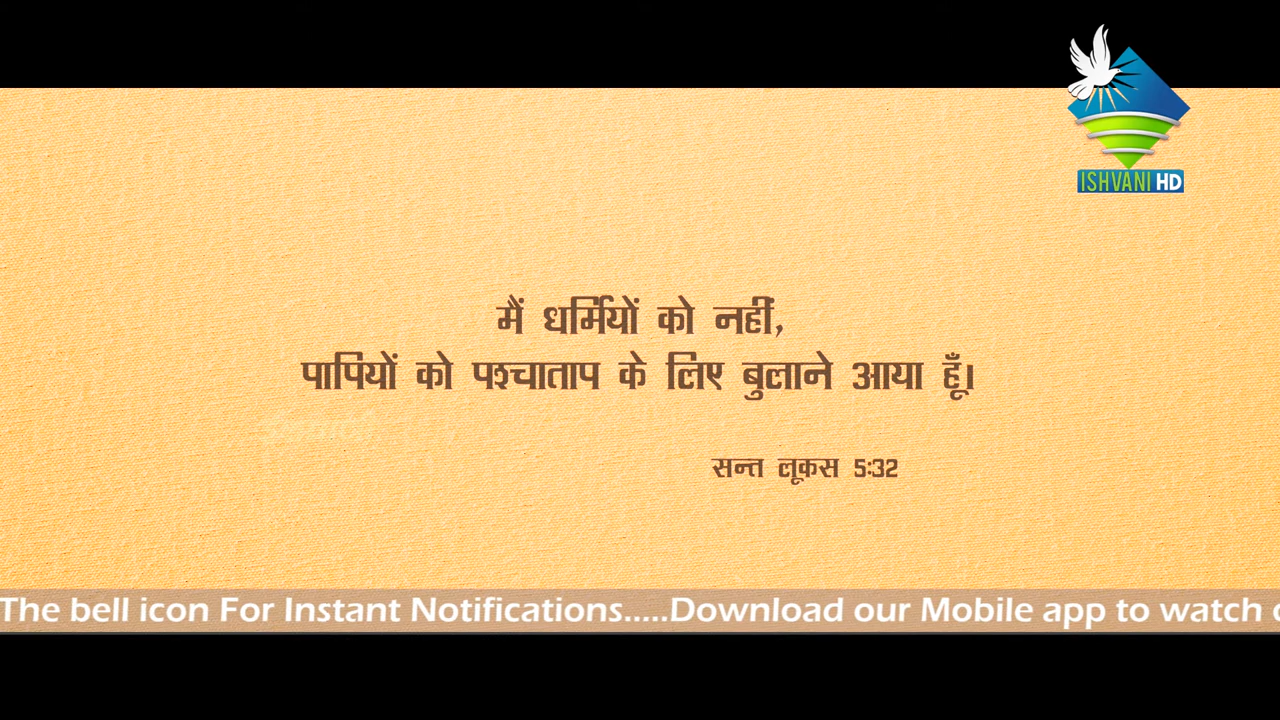 ISHVANI HD
मैं धर्मियों को नहीं,
पापियों को पश्चाताप के लिए बुलाने आया हूँ।
सन्त लूकस 5:32
The bell icon For Instant Notifications.....Download our Mobile app to watch